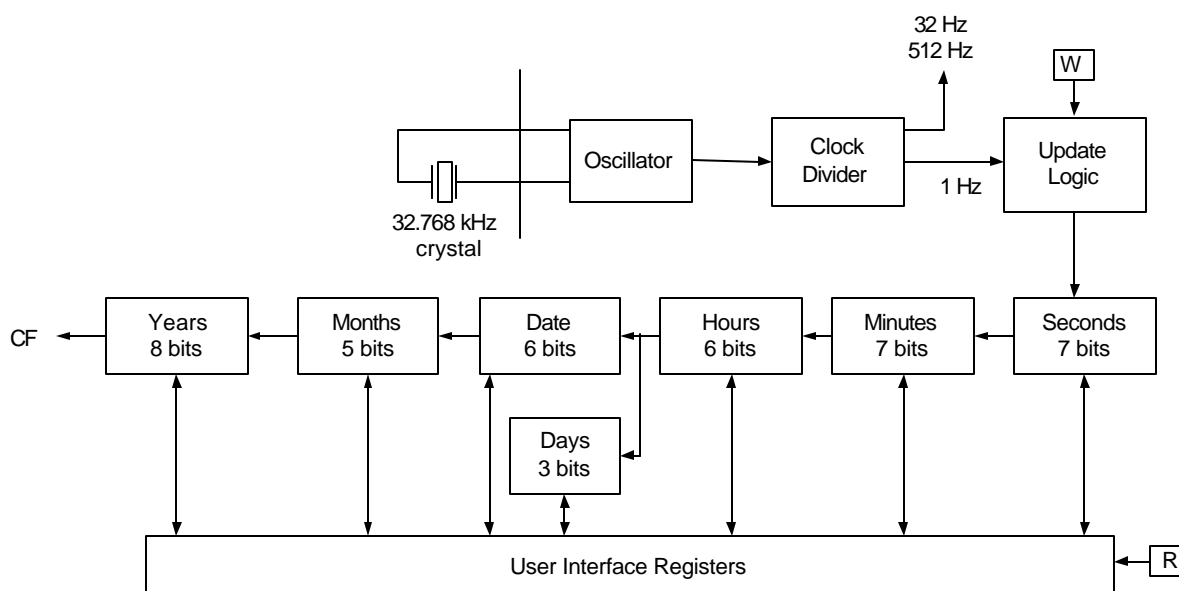 32 Hz
512 Hz
W
Oscillator
Clock
Divider
Update
Logic
1 Hz
32.768 kHz
crystal
CF
Years
8 bits
Months
5 bits
Date
6 bits
Hours
6 bits
Minutes
7 bits
Seconds
7 bits
Days
3 bits
User Interface Registers
R